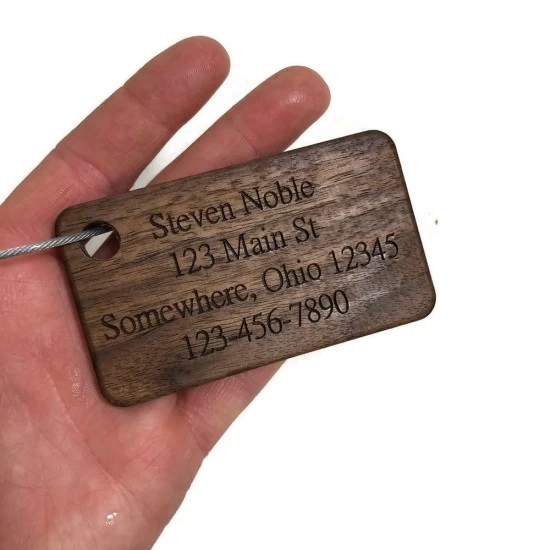 Steven Noble
123 Main St
Somewhere, Ohio 12345
123-456-7890